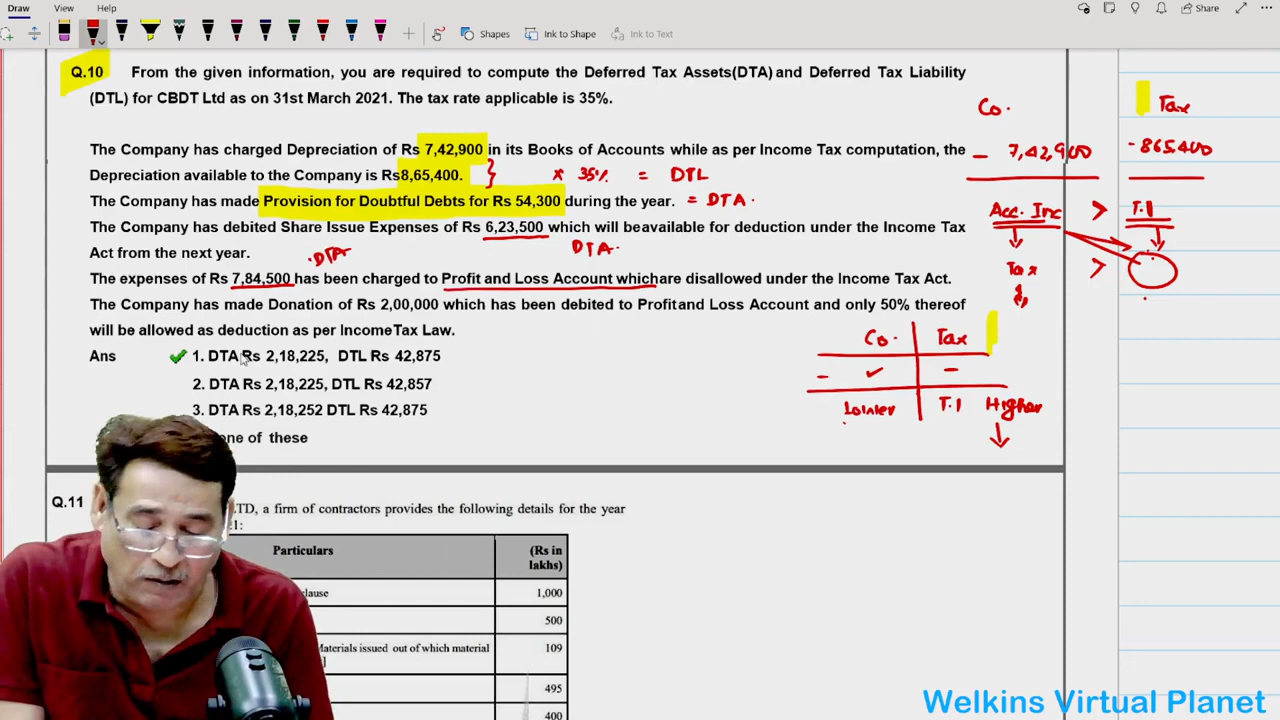 Draw View Help
Shapes Ink to Shape Ink to Text Share
Q.10 From the given information, you are required to compute the Deferred Tax Assets(DTA)and Deferred Tax Liability
(DTL) for CBDT Ltd as on 31st March 2021. The tax rate applicable is 35%.
The Company has charged Depreciation of Rs 7,42,900 in its Books of Accounts while as per Income Tax computation, the
Depreciation available to the Company is Rs8,65,400. } × 35% = DTL
The Company has made Provision for Doubtful Debts for Rs 54,300 during the year. = DTA.
The Company has debited Share Issue Expenses of Rs 6,23,500 which will beavailable for deduction under the Income Tax
Act from the next year. .DTA DTA.
The expenses of Rs 7,84,500 has been charged to Profit and Loss Account whichare disallowed under the Income Tax Act.
The Company has made Donation of Rs 2,00,000 which has been debited to Profitand Loss Account and only 50% thereof
will be allowed as deduction as per IncomeTax Law.
Ans 1. DTA Rs 2,18,225, DTL Rs 42,875
2. DTA Rs 2,18,225, DTL Rs 42,857
3. DTA Rs 2,18,252 DTL Rs 42,875
one of these
Co. Tax
- 7,42,900 - 865400
Acc. Inc > T.I
Tax >
Co. Tax
- ✓ -
Lower T.I Higher
Q.11 LTD, a firm of contractors provides the following details for the year
1:
Particulars (Rs in
lakhs)
clause 1,000
500
Materials issued out of which material 109
]
495
400
Welkins Virtual Planet